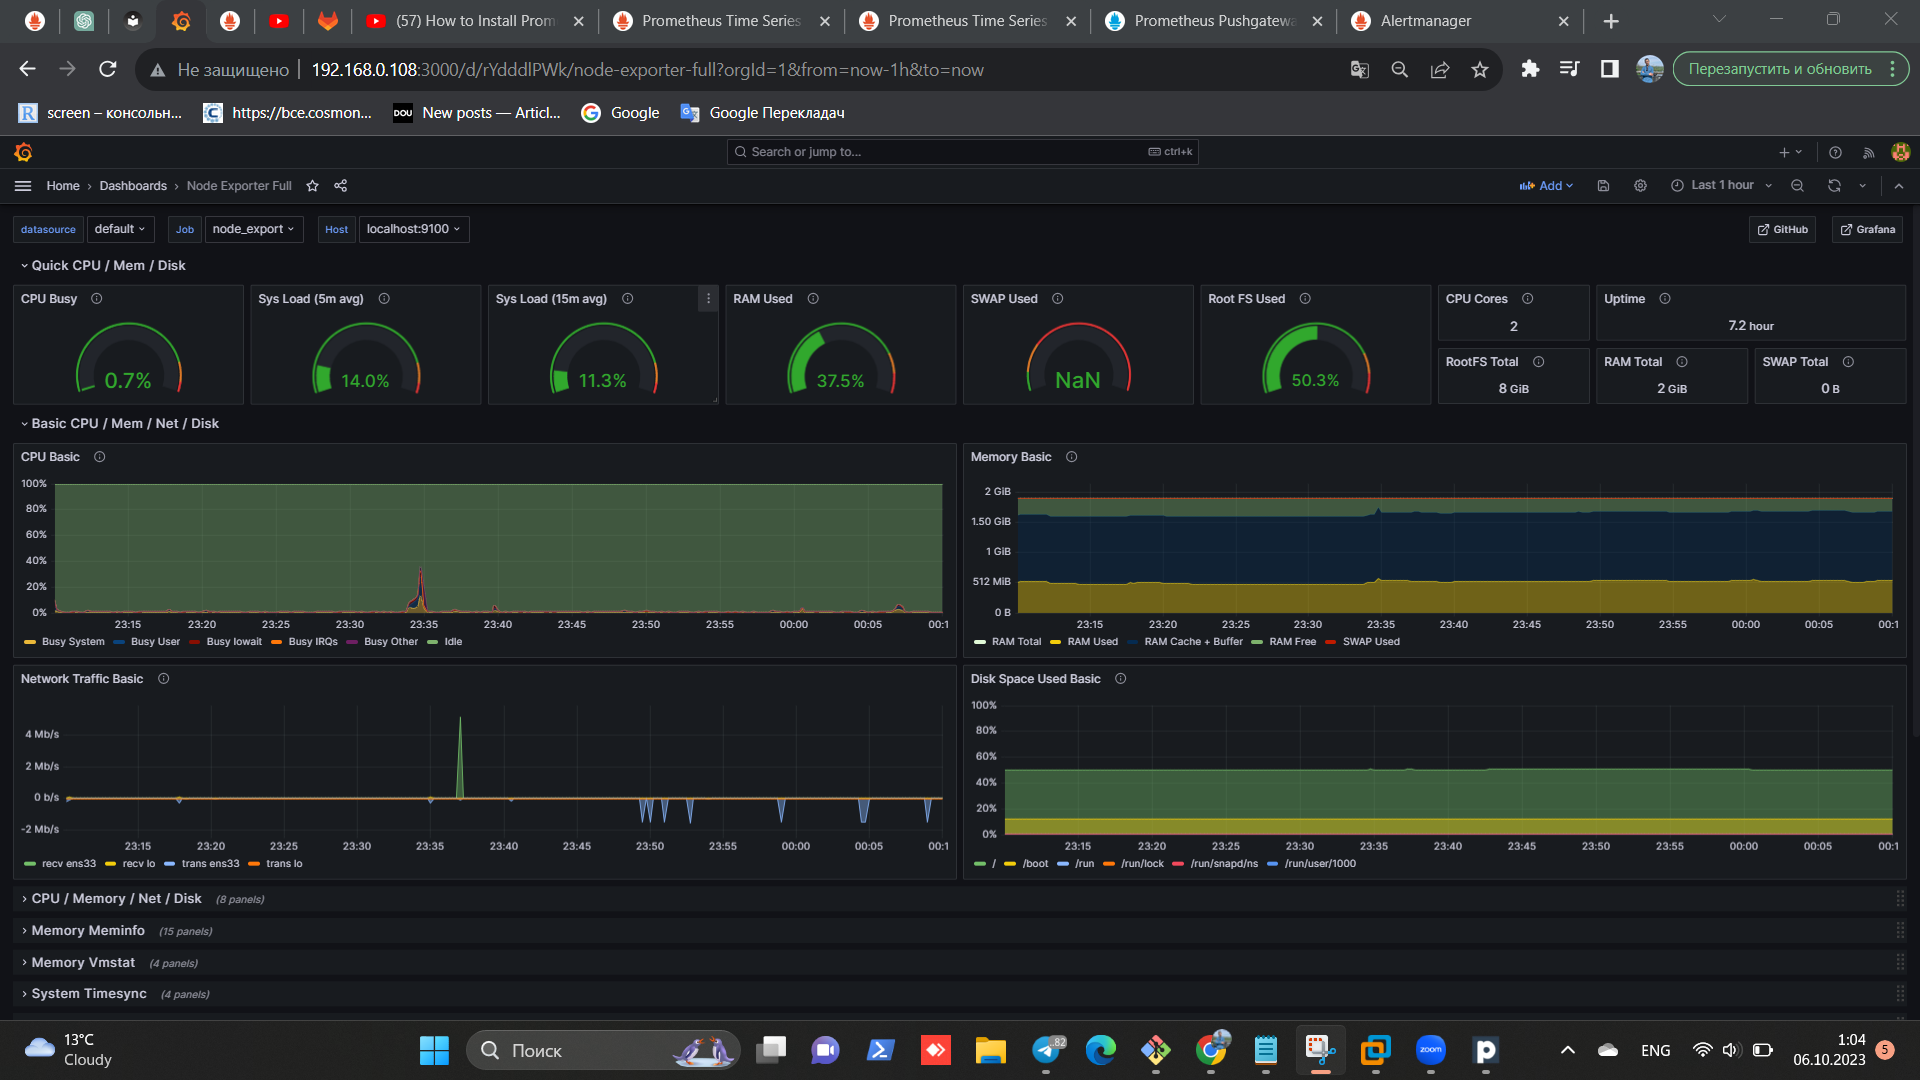 (57) How to Install Prom
Prometheus Time Series
Prometheus Time Series
Prometheus Pushgatewa
Alertmanager
Не защищено
192.168.0.108:3000/d/rYdddlPWk/node-exporter-full?orgId=1&from=now-1h&to=now
Перезапустить и обновить
screen – консольн...
https://bce.cosmon...
DOU
New posts — Articl...
Google
Google Перекладач
Search or jump to...
ctrl+k
Home
Dashboards
Node Exporter Full
Add
Last 1 hour
datasource
default
Job
node_export
Host
localhost:9100
GitHub
Grafana
Quick CPU / Mem / Disk
CPU Busy
0.7%
Sys Load (5m avg)
14.0%
Sys Load (15m avg)
11.3%
RAM Used
37.5%
SWAP Used
NaN
Root FS Used
50.3%
CPU Cores
2
Uptime
7.2 hour
RootFS Total
8 GiB
RAM Total
2 GiB
SWAP Total
0 B
Basic CPU / Mem / Net / Disk
CPU Basic
100%
80%
60%
40%
20%
0%
23:15 23:20 23:25 23:30 23:35 23:40 23:45 23:50 23:55 00:00 00:05 00:1
Busy System Busy User Busy Iowait Busy IRQs Busy Other Idle
Memory Basic
2 GiB
1.50 GiB
1 GiB
512 MiB
0 B
23:15 23:20 23:25 23:30 23:35 23:40 23:45 23:50 23:55 00:00 00:05 00:1
RAM Total RAM Used RAM Cache + Buffer RAM Free SWAP Used
Network Traffic Basic
4 Mb/s
2 Mb/s
0 b/s
-2 Mb/s
23:15 23:20 23:25 23:30 23:35 23:40 23:45 23:50 23:55 00:00 00:05 00:1
recv ens33 recv lo trans ens33 trans lo
Disk Space Used Basic
100%
80%
60%
40%
20%
0%
23:15 23:20 23:25 23:30 23:35 23:40 23:45 23:50 23:55 00:00 00:05 00:1
/ /boot /run /run/lock /run/snapd/ns /run/user/1000
CPU / Memory / Net / Disk (8 panels)
Memory Meminfo (15 panels)
Memory Vmstat (4 panels)
System Timesync (4 panels)
13°C
Cloudy
Поиск
.82
zoom
ENG
1:04
06.10.2023
5